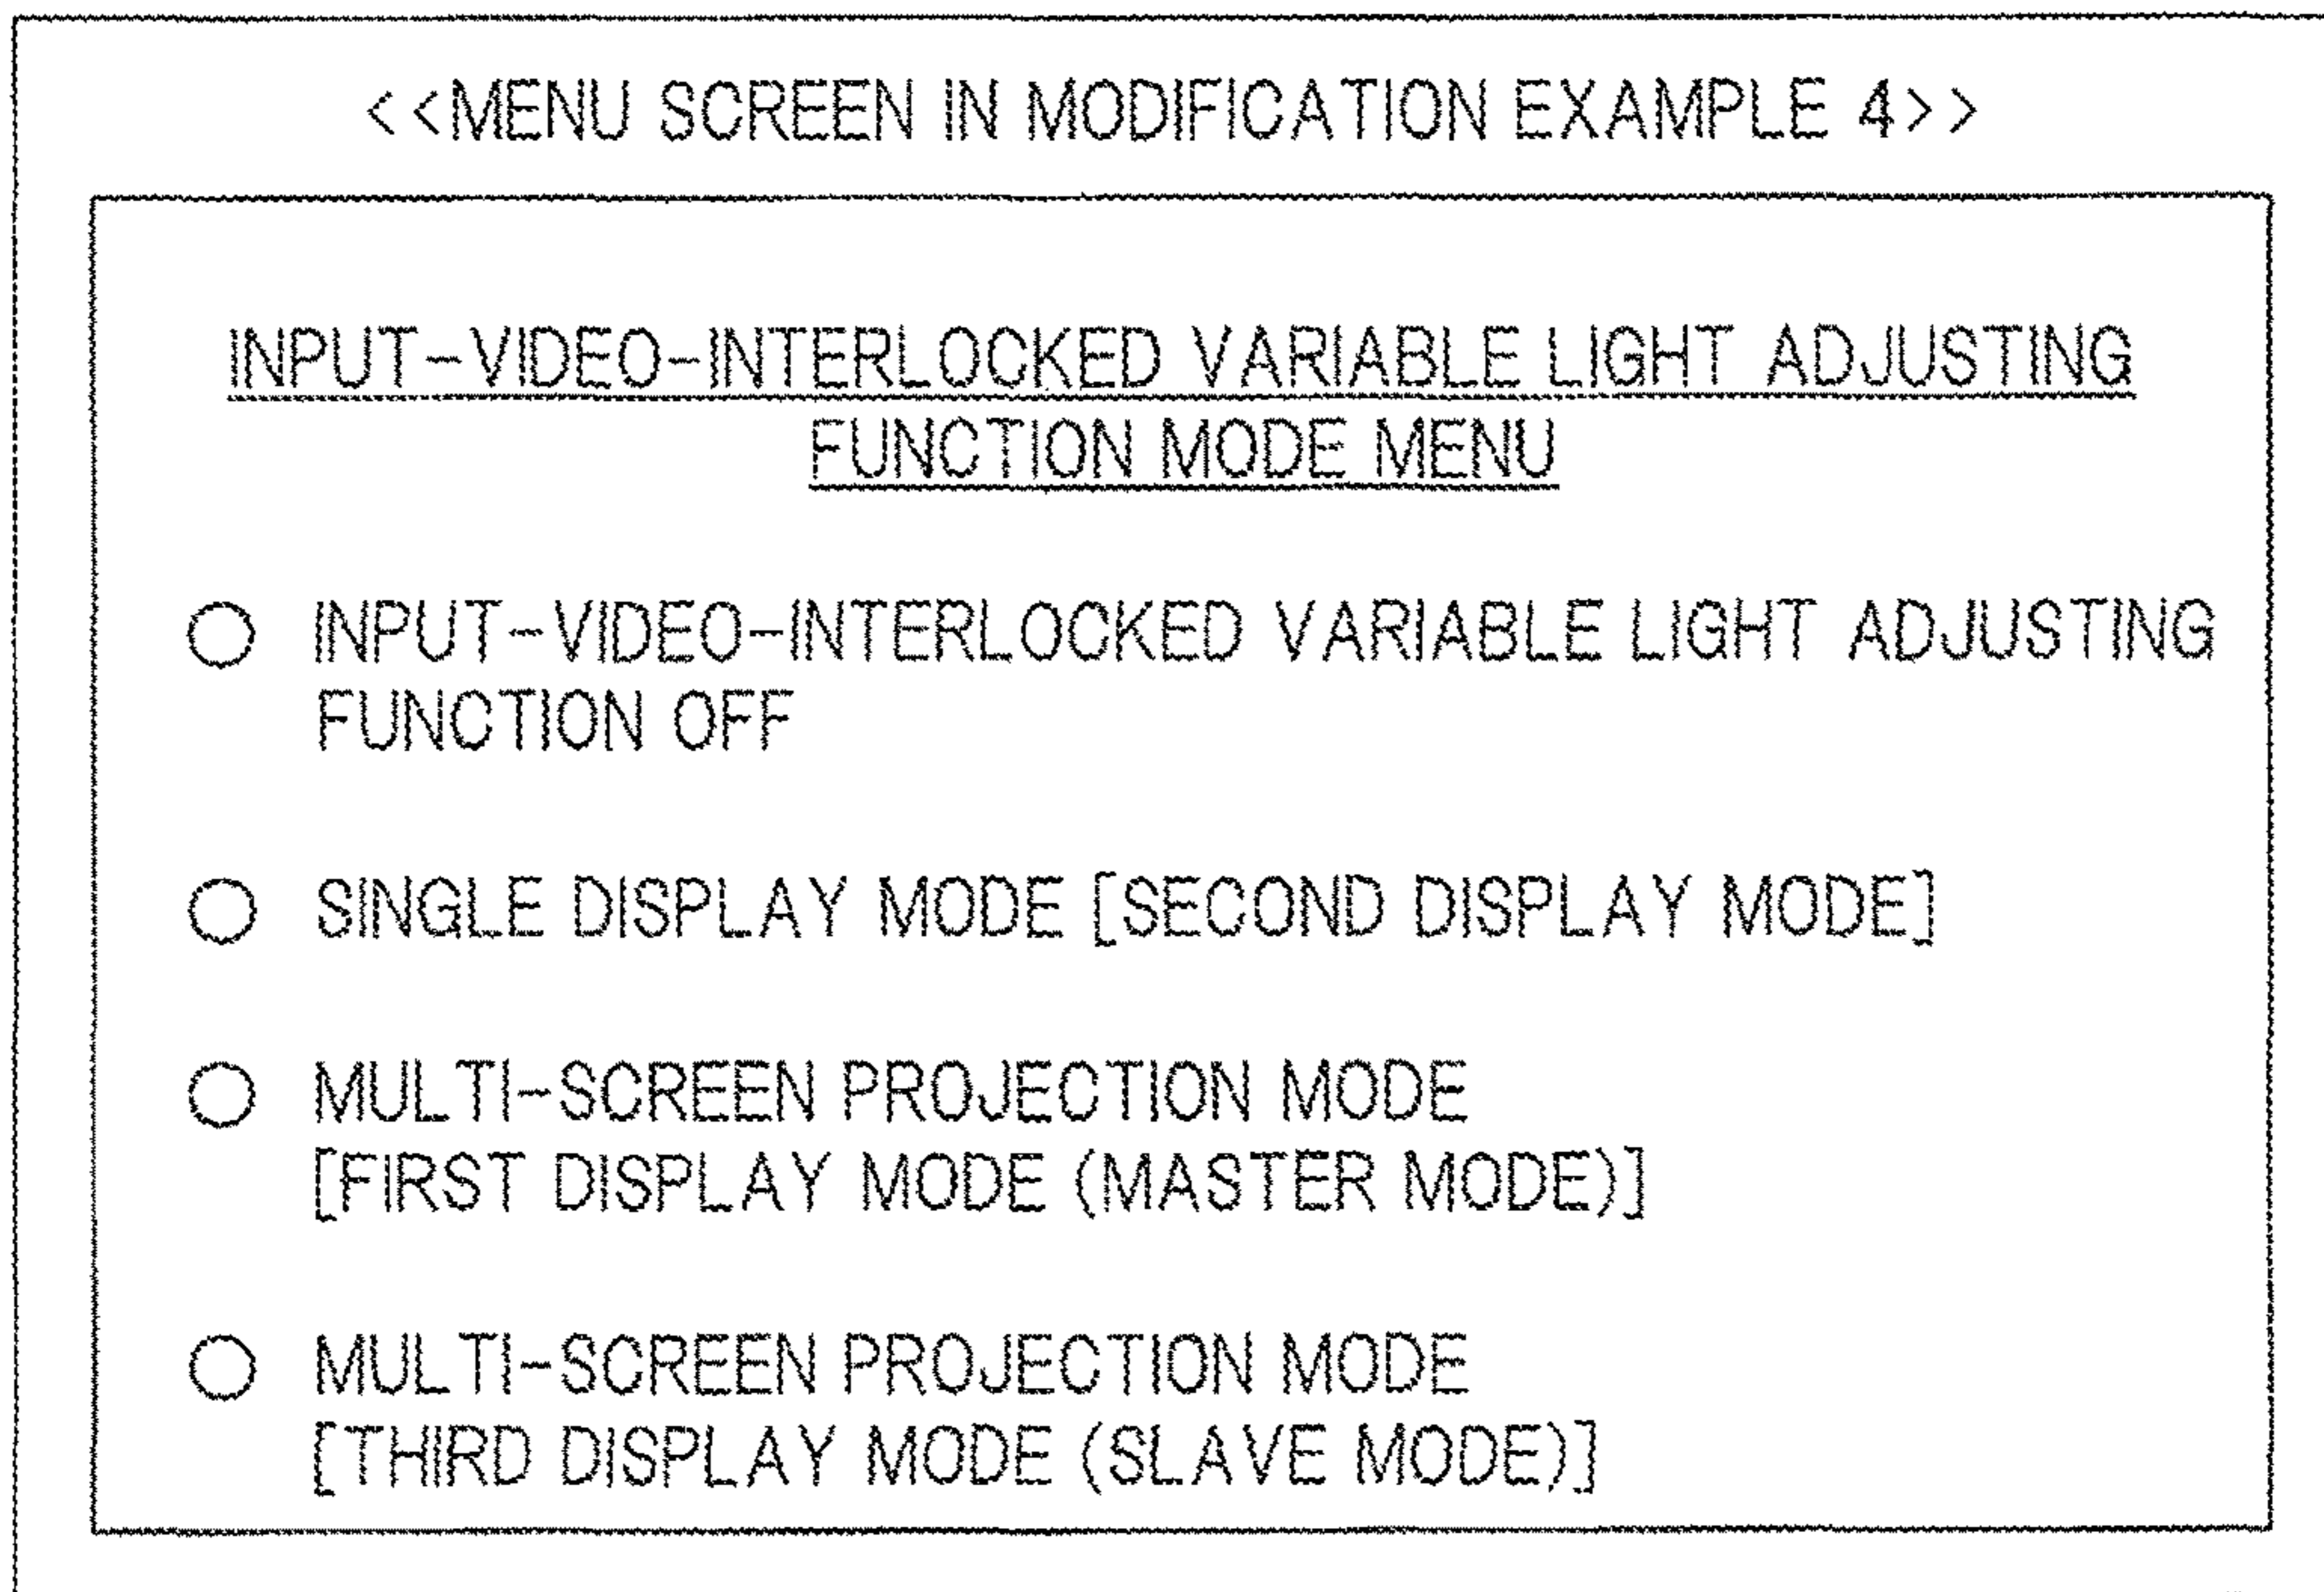 <<MENU SCREEN IN MODIFICATION EXAMPLE 4>>
INPUT-VIDEO-INTERLOCKED VARIABLE LIGHT ADJUSTING
FUNCTION MODE MENU
INPUT-VIDEO-INTERLOCKED VARIABLE LIGHT ADJUSTING
FUNCTION OFF
SINGLE DISPLAY MODE [SECOND DISPLAY MODE]
MULTI-SCREEN PROJECTION MODE
[FIRST DISPLAY MODE (MASTER MODE)]
MULTI-SCREEN PROJECTION MODE
[THIRD DISPLAY MODE (SLAVE MODE)]